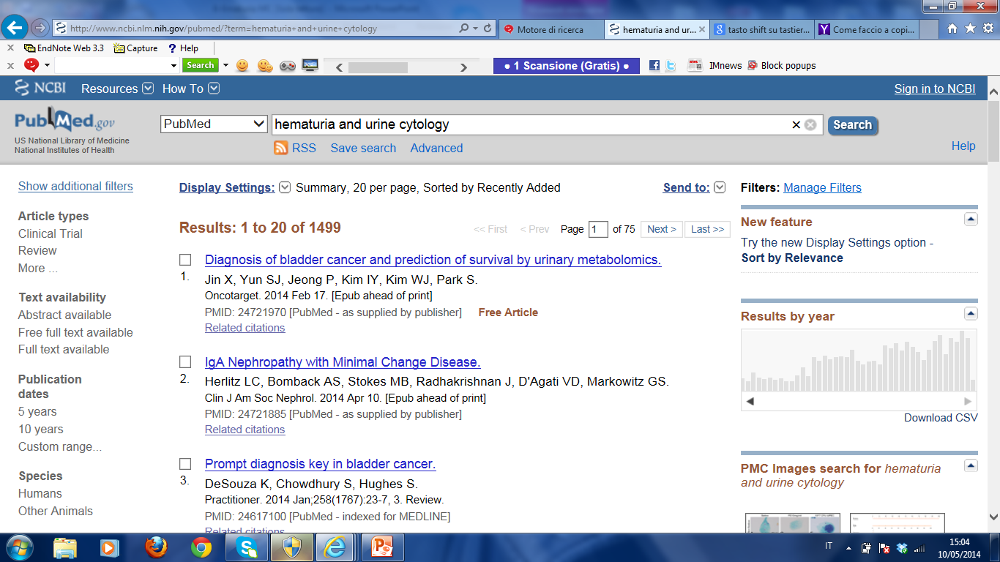 http://www.ncbi.nlm.nih.gov/pubmed/?term=hematuria+and+urine+cytology
Motore di ricerca
hematuria and ur...
tasto shift su tastier...
Come faccio a copi...
EndNote Web 3.3 Capture ? Help
Search
● 1 Scansione (Gratis) ●
IMnews
Block popups
NCBI Resources How To Sign in to NCBI
PubMed.gov
US National Library of Medicine
National Institutes of Health
PubMed hematuria and urine cytology Search
RSS Save search Advanced Help
Show additional filters
Article types
Clinical Trial
Review
More ...
Text availability
Abstract available
Free full text available
Full text available
Publication
dates
5 years
10 years
Custom range...
Species
Humans
Other Animals
Display Settings: Summary, 20 per page, Sorted by Recently Added Send to:
Results: 1 to 20 of 1499
<< First < Prev Page 1 of 75 Next > Last >>
Diagnosis of bladder cancer and prediction of survival by urinary metabolomics.
1. Jin X, Yun SJ, Jeong P, Kim IY, Kim WJ, Park S.
Oncotarget. 2014 Feb 17. [Epub ahead of print]
PMID: 24721970 [PubMed - as supplied by publisher] Free Article
Related citations
IgA Nephropathy with Minimal Change Disease.
2. Herlitz LC, Bomback AS, Stokes MB, Radhakrishnan J, D'Agati VD, Markowitz GS.
Clin J Am Soc Nephrol. 2014 Apr 10. [Epub ahead of print]
PMID: 24721885 [PubMed - as supplied by publisher]
Related citations
Prompt diagnosis key in bladder cancer.
3. DeSouza K, Chowdhury S, Hughes S.
Practitioner. 2014 Jan;258(1767):23-7, 3. Review.
PMID: 24617100 [PubMed - indexed for MEDLINE]
Related citations
Filters: Manage Filters
New feature
Try the new Display Settings option -
Sort by Relevance
Results by year
Download CSV
PMC Images search for hematuria
and urine cytology
IT
15:04
10/05/2014